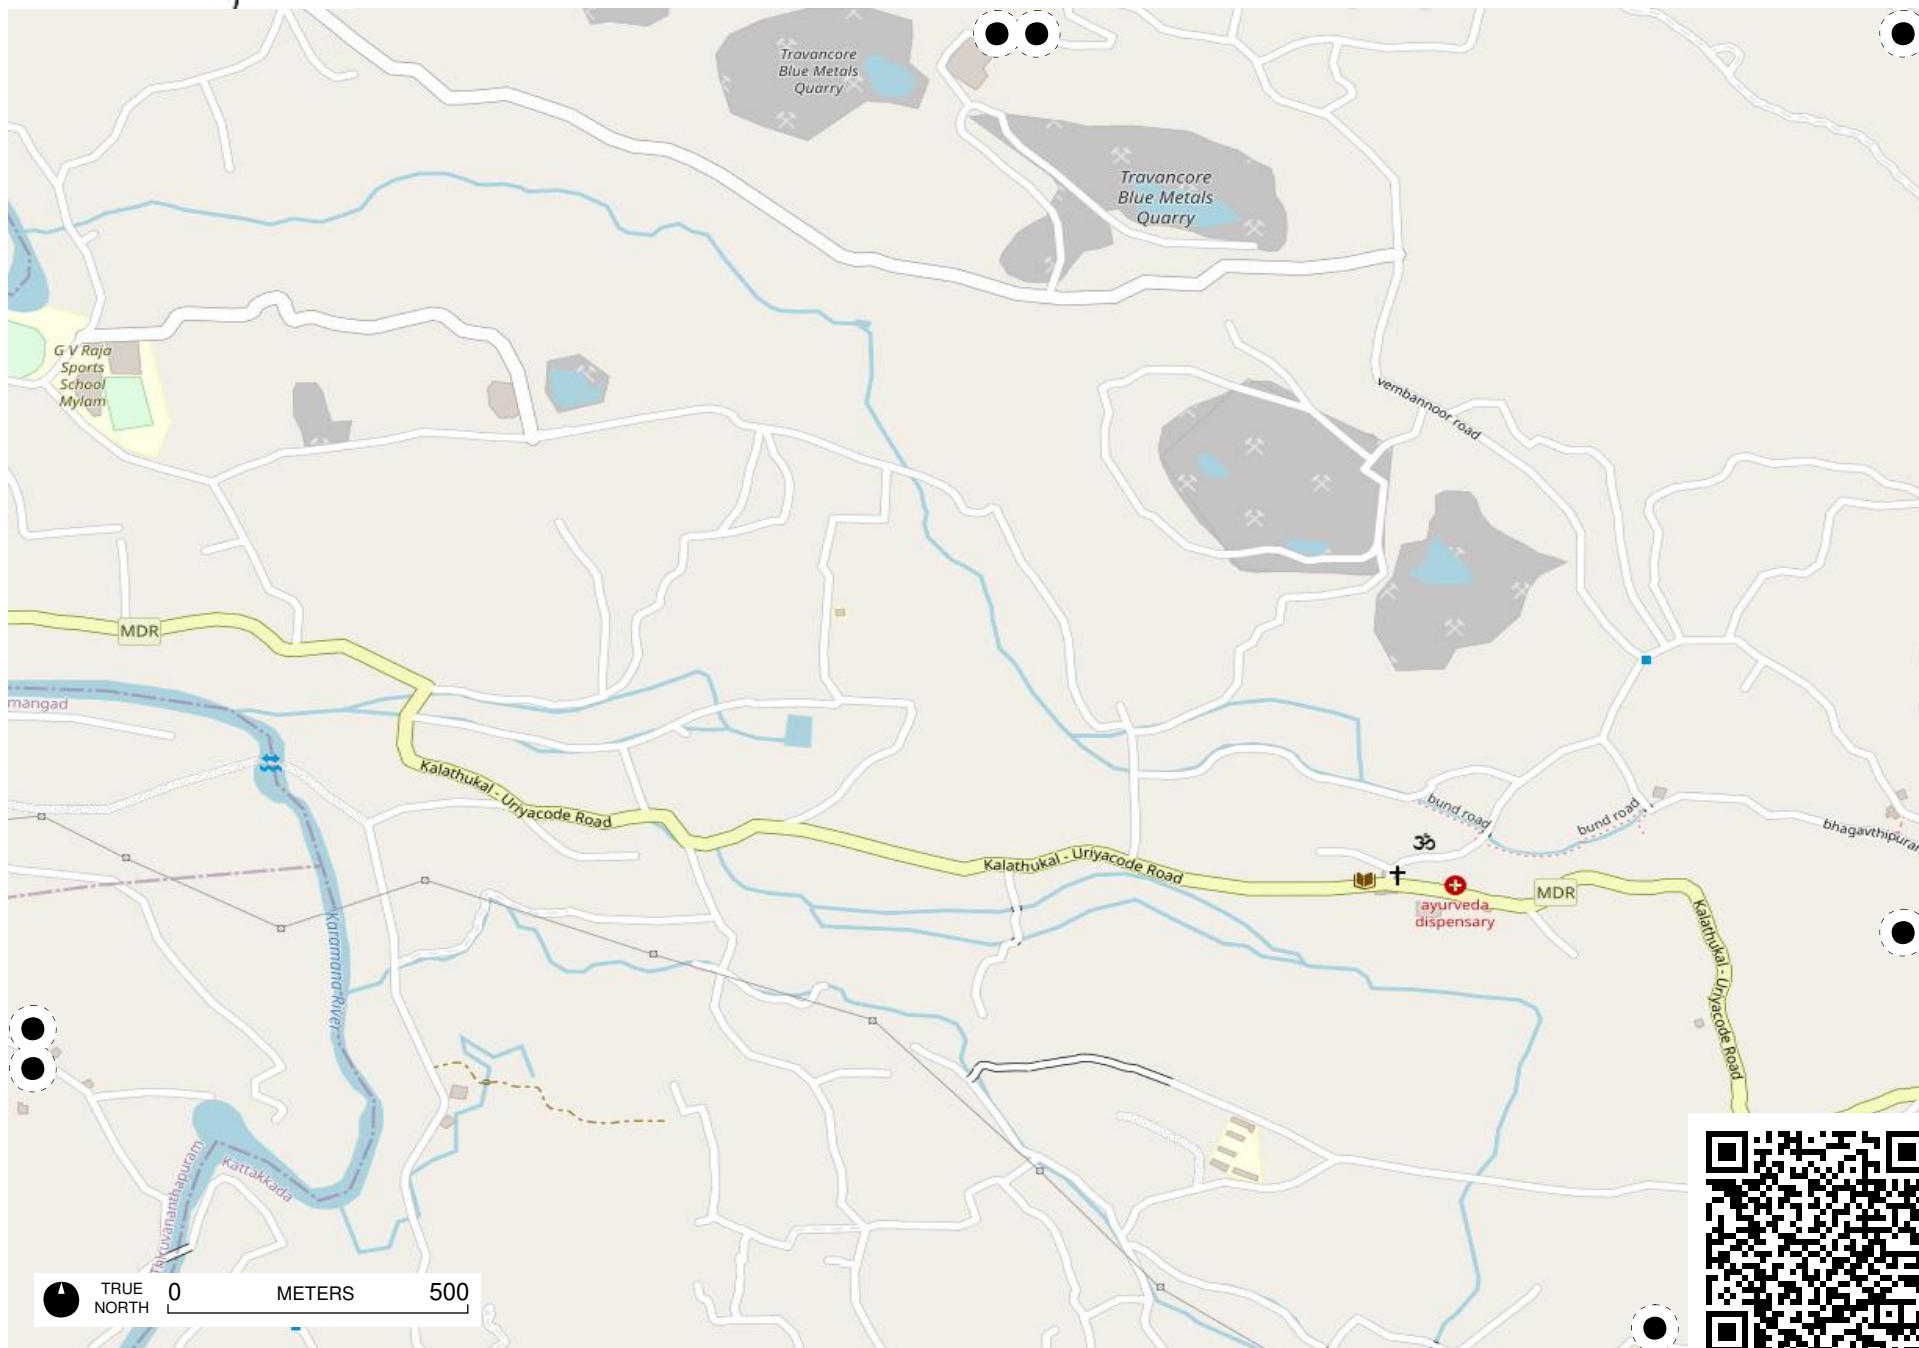 Travancore
Blue Metals
Quarry
Travancore
Blue Metals
Quarry
G V Raja
Sports
School
Mylam
vembannoor road
MDR
mangad
Kalathukal - Uriyacode Road
bund road
bund road
bhagavthipura
ॐ
Kalathukal - Uriyacode Road
MDR
ayurveda
dispensary
Kalathukal - Uriyacode Road
Karamana River
Kattakkada
Thiruvananthapuram
TRUE
NORTH
0 METERS 500